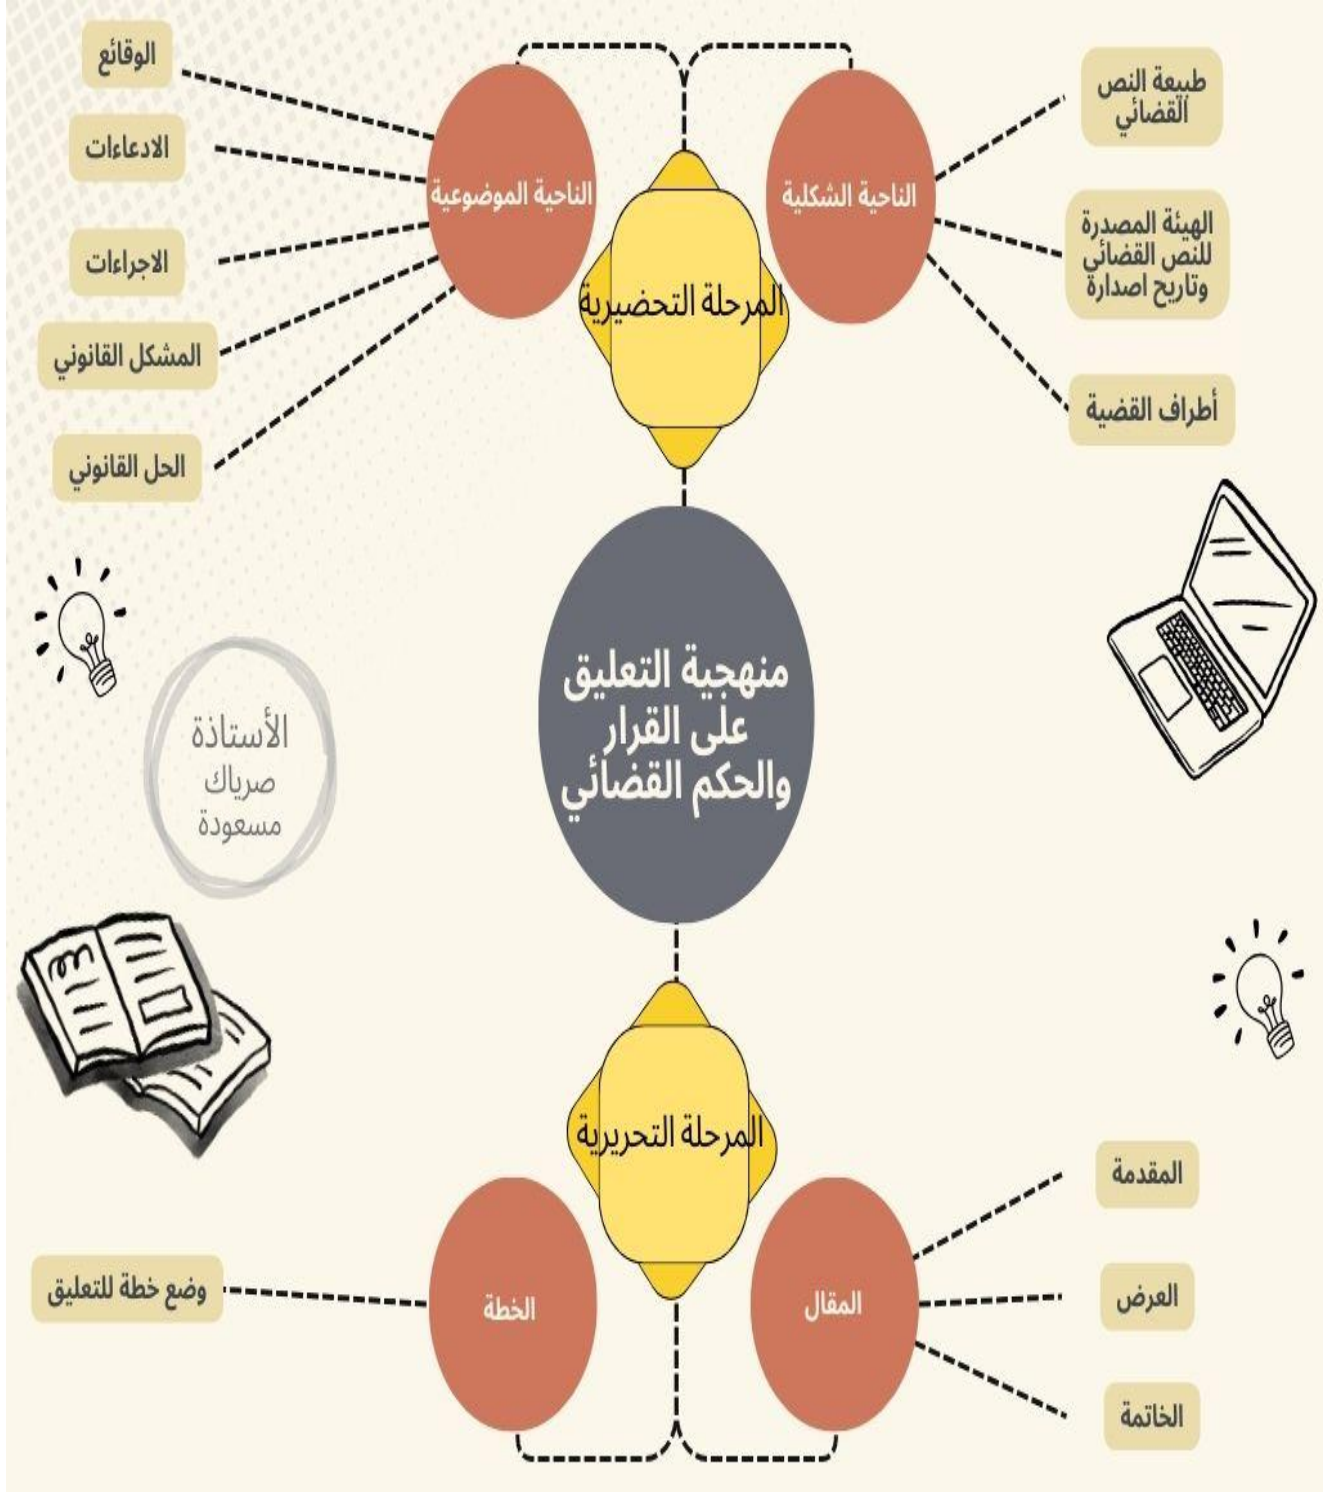 طبيعة النص
القضائي
الهيئة المصدرة
للنص القضائي
وتاريح اصدارة
أطراف القضية
الناحية الشكلية
المرحلة التحضيرية
الناحية الموضوعية
الوقائع
الادعاءات
الاجراءات
المشكل القانوني
الحل القانوني
منهجية التعليق
على القرار
والحكم القضائي
الأستاذة
صرياك
مسعودة
المرحلة التحريرية
المقال
المقدمة
العرض
الخاتمة
الخطة
وضع خطة للتعليق